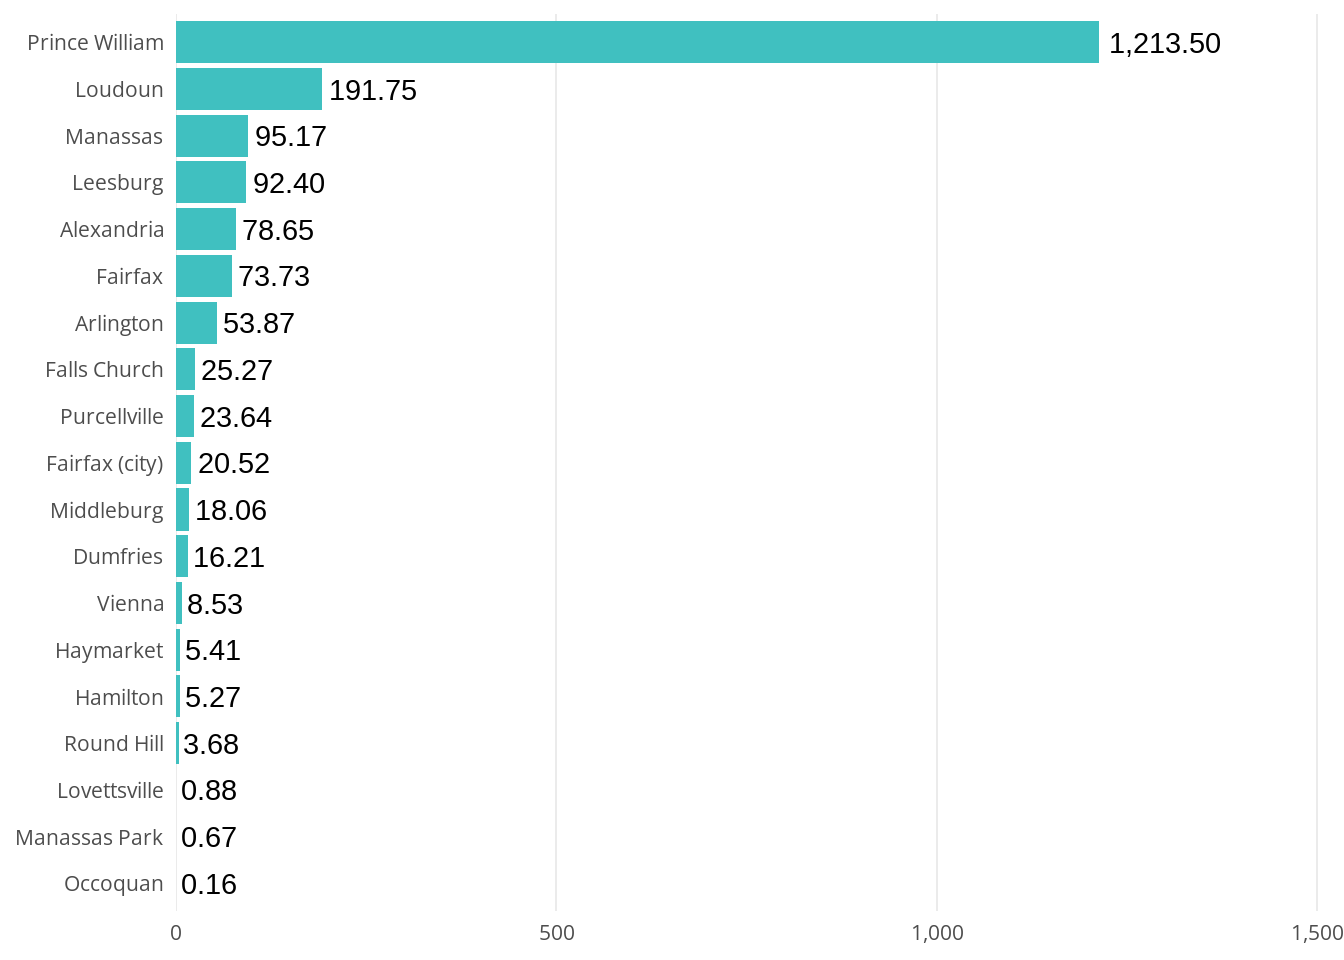 Prince William 1,213.50
Loudoun 191.75
Manassas 95.17
Leesburg 92.40
Alexandria 78.65
Fairfax 73.73
Arlington 53.87
Falls Church 25.27
Purcellville 23.64
Fairfax (city) 20.52
Middleburg 18.06
Dumfries 16.21
Vienna 8.53
Haymarket 5.41
Hamilton 5.27
Round Hill 3.68
Lovettsville 0.88
Manassas Park 0.67
Occoquan 0.16
0 500 1,000 1,500